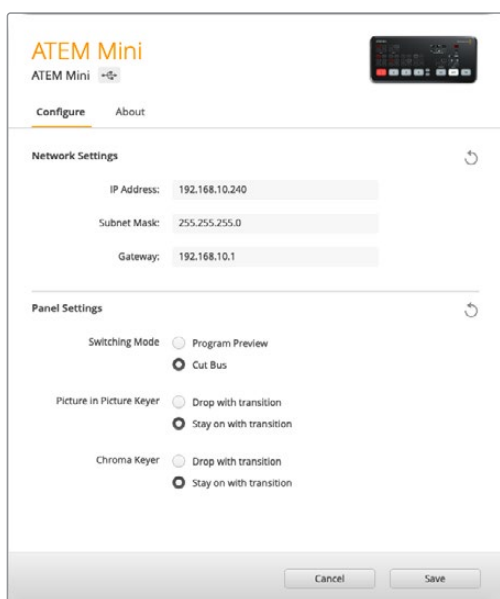 ATEM Mini
ATEM Mini
Configure About
Network Settings
IP Address: 192.168.10.240
Subnet Mask: 255.255.255.0
Gateway: 192.168.10.1
Panel Settings
Switching Mode Program Preview
Cut Bus
Picture in Picture Keyer Drop with transition
Stay on with transition
Chroma Keyer Drop with transition
Stay on with transition
Cancel Save